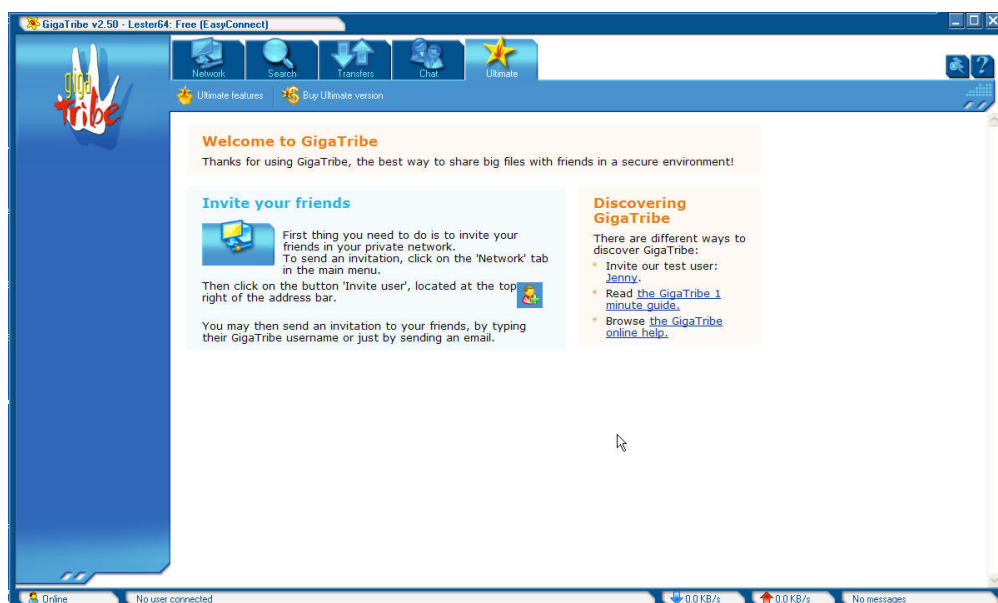 GigaTribe v2.50 - Lester64: Free (EasyConnect)
giga
Tribe
Network
Search
Transfers
Chat
Ultimate
Ultimate features
Buy Ultimate version
Welcome to GigaTribe
Thanks for using GigaTribe, the best way to share big files with friends in a secure environment!
Invite your friends
First thing you need to do is to invite your
friends in your private network.
To send an invitation, click on the 'Network' tab
in the main menu.
Then click on the button 'Invite user', located at the top
right of the address bar.
You may then send an invitation to your friends, by typing
their GigaTribe username or just by sending an email.
Discovering
GigaTribe
There are different ways to
discover GigaTribe:
Invite our test user:
Jenny.
Read the GigaTribe 1
minute guide.
Browse the GigaTribe
online help.
Online
No user connected
0.0 KB/s
0.0 KB/s
No messages